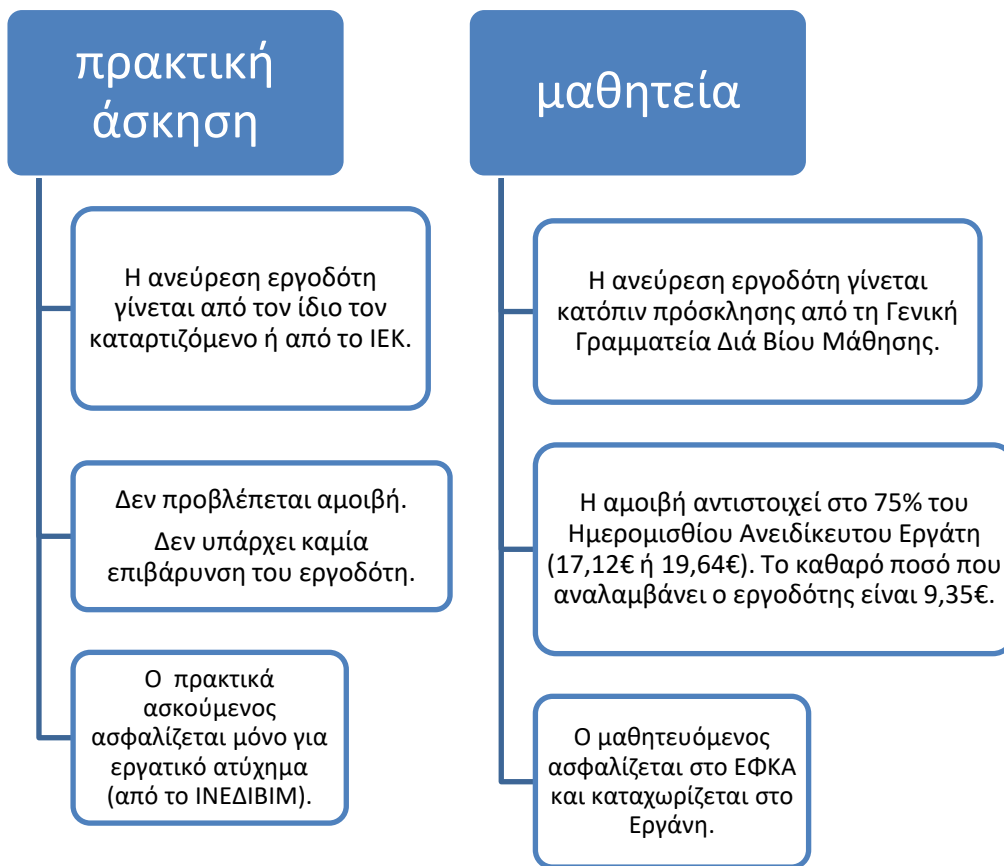 πρακτική
άσκηση
Η ανεύρεση εργοδότη
γίνεται από τον ίδιο τον
καταρτιζόμενο ή από το ΙΕΚ.
Δεν προβλέπεται αμοιβή.
Δεν υπάρχει καμία
επιβάρυνση του εργοδότη.
Ο  πρακτικά
ασκούμενος
ασφαλίζεται μόνο για
εργατικό ατύχημα
(από το ΙΝΕΔΙΒΙΜ).
μαθητεία
Η ανεύρεση εργοδότη γίνεται
κατόπιν πρόσκλησης από τη Γενική
Γραμματεία Διά Βίου Μάθησης.
Η αμοιβή αντιστοιχεί στο 75% του
Ημερομισθίου Ανειδίκευτου Εργάτη
(17,12€ ή 19,64€). Το καθαρό ποσό που
αναλαμβάνει ο εργοδότης είναι 9,35€.
Ο μαθητευόμενος
ασφαλίζεται στο ΕΦΚΑ
και καταχωρίζεται στο
Εργάνη.